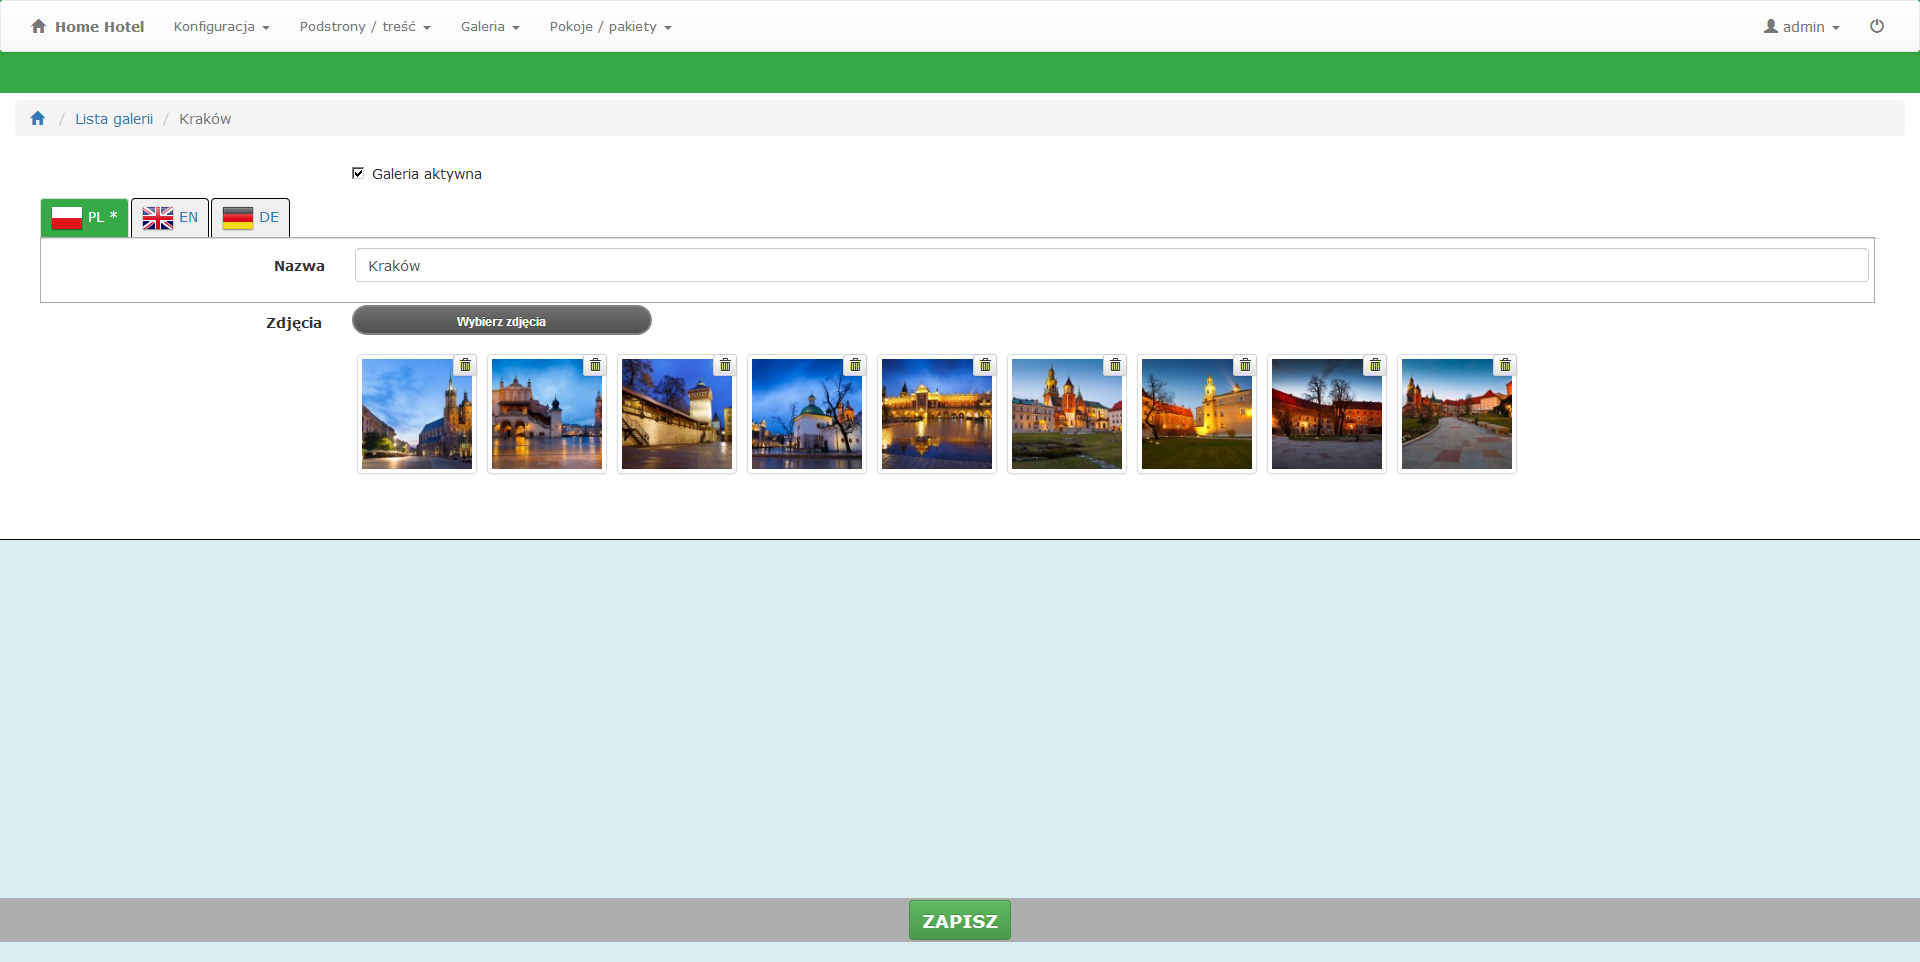 Home Hotel Konfiguracja Podstrony / treść Galeria Pokoje / pakiety admin
/ Lista galerii / Kraków
Galeria aktywna
PL * EN DE
Nazwa Kraków
Zdjęcia Wybierz zdjęcia
ZAPISZ